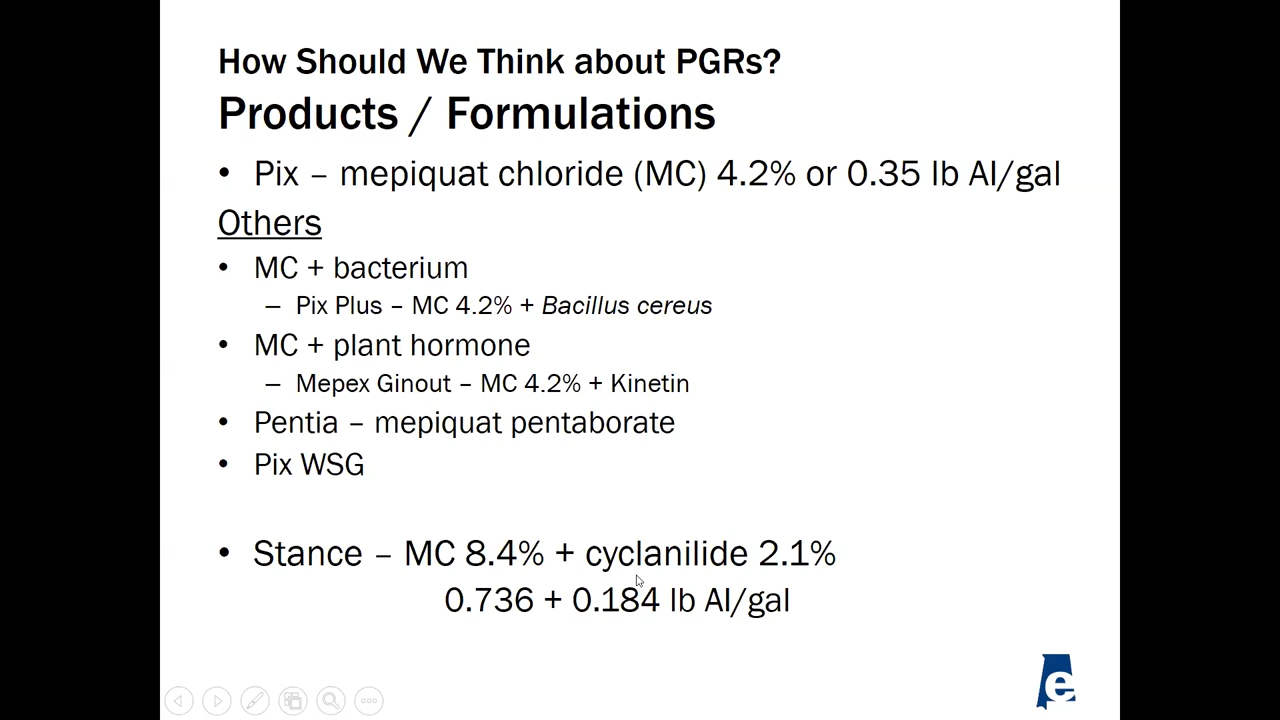 How Should We Think about PGRs?
Products / Formulations
• Pix – mepiquat chloride (MC) 4.2% or 0.35 lb AI/gal
Others
• MC + bacterium
– Pix Plus – MC 4.2% + Bacillus cereus
• MC + plant hormone
– Mepex Ginout – MC 4.2% + Kinetin
• Pentia – mepiquat pentaborate
• Pix WSG
• Stance – MC 8.4% + cyclanilide 2.1%
0.736 + 0.184 lb AI/gal
e